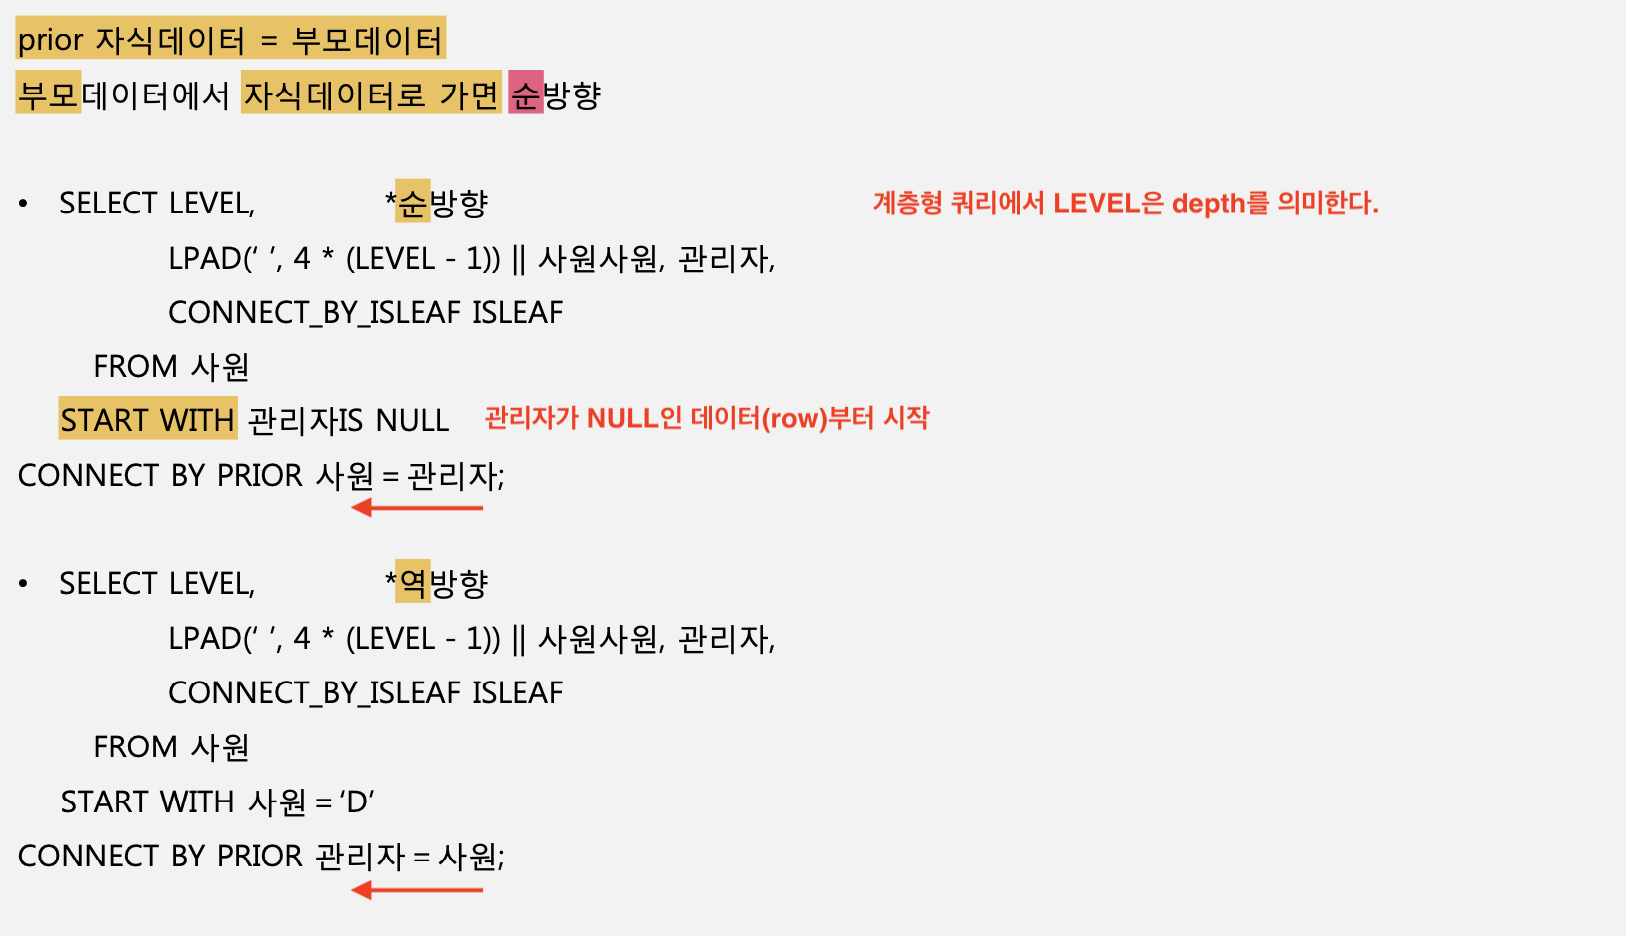 prior 자식데이터 = 부모데이터
부모데이터에서 자식데이터로 가면 순방향
• SELECT LEVEL, *순방향 계층형 쿼리에서 LEVEL은 depth를 의미한다.
LPAD(‘ ’, 4 * (LEVEL - 1)) || 사원사원, 관리자,
CONNECT_BY_ISLEAF ISLEAF
FROM 사원
START WITH 관리자IS NULL 관리자가 NULL인 데이터(row)부터 시작
CONNECT BY PRIOR 사원 = 관리자;
• SELECT LEVEL, *역방향
LPAD(‘ ’, 4 * (LEVEL - 1)) || 사원사원, 관리자,
CONNECT_BY_ISLEAF ISLEAF
FROM 사원
START WITH 사원 = ‘D’
CONNECT BY PRIOR 관리자 = 사원;